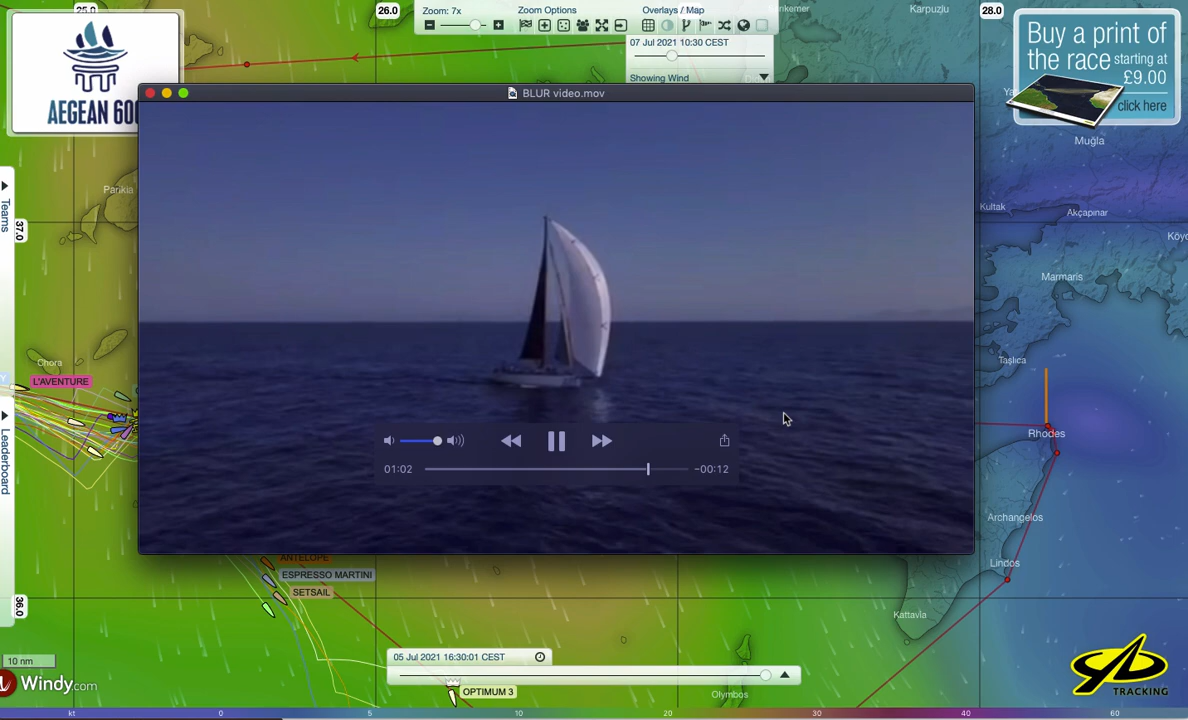 25.0
26.0
Zoom: 7x
Zoom Options
Overlays / Map
Karpuzlu
28.0
07 Jul 2021 10:30 CEST
Showing Wind
AEGEAN 600
Buy a print of
the race starting at
£9.00
click here
BLUR video.mov
Muğla
Parikia
Teams
37.0
Kultak
Akçapınar
Marmaris
Chora
L'AVENTURE
Taşlıca
Leaderboard
Rhodes
01:02
-00:12
Archangelos
ANTELOPE
ESPRESSO MARTINI
SETSAIL
Lindos
36.0
Kattavia
10 nm
05 Jul 2021 16:30:01 CEST
Windy.com
OPTIMUM 3
Olymbos
TRACKING
kt
0
5
10
20
30
40
60